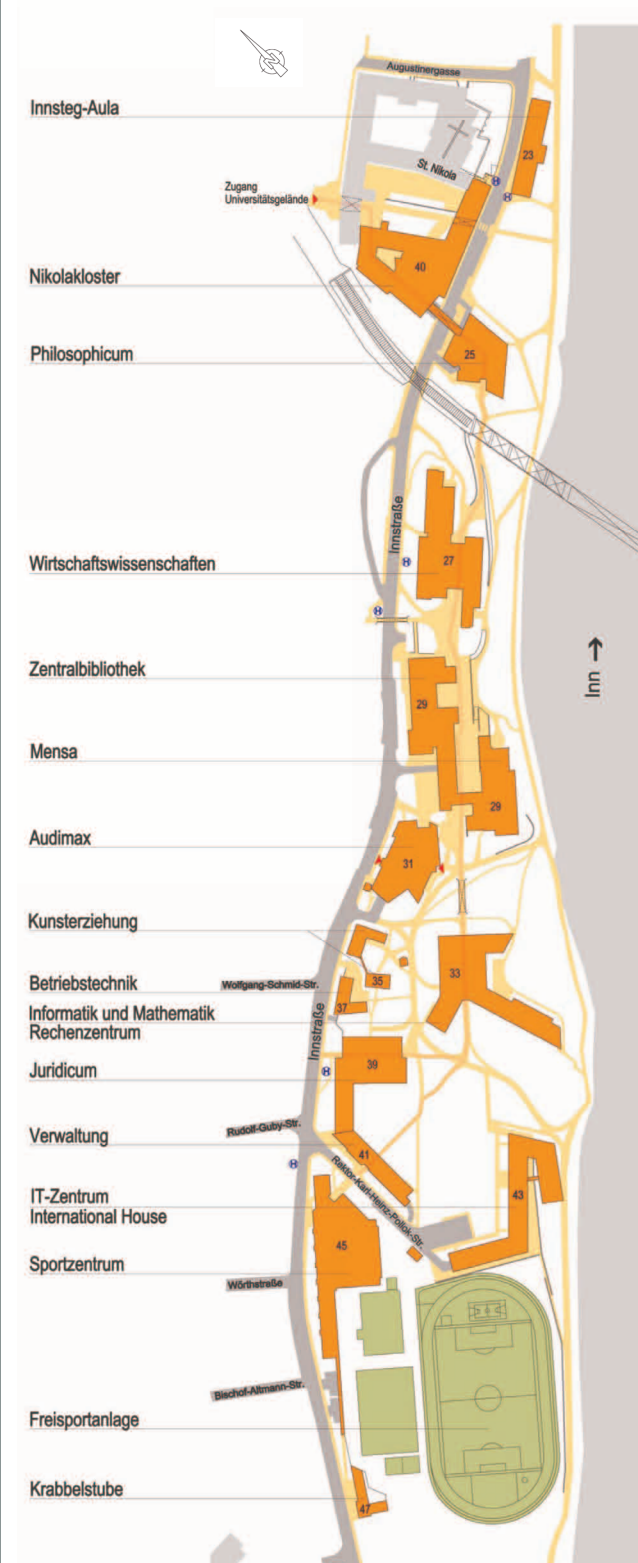 Augustinergasse
Innsteg-Aula
23
St. Nikola
H
Zugang
Universitätsgelände
H
40
Nikolakloster
Philosophicum
25
Innstraße
Wirtschaftswissenschaften
27
H
H
Inn →
Zentralbibliothek
29
Mensa
29
Audimax
31
Kunsterziehung
33
35
Betriebstechnik
Wolfgang-Schmid-Str.
37
Informatik und Mathematik
Rechenzentrum
Innstraße
Juridicum
39
H
Rudolf-Guby-Str.
Verwaltung
41
H
Rektor-Karl-Heinz-Pollok-Str.
IT-Zentrum
International House
43
45
Sportzentrum
Wörthstraße
Bischof-Altmann-Str.
Freisportanlage
Krabbelstube
47